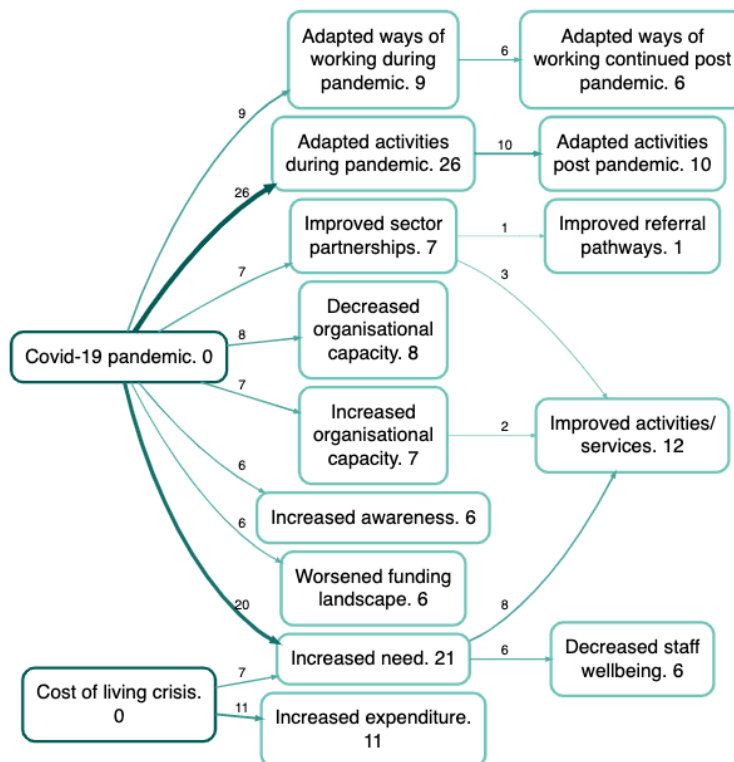 Adapted ways of
working during
pandemic. 9
6
Adapted ways of
working continued post
pandemic. 6
9
Adapted activities
during pandemic. 26
10
Adapted activities
post pandemic. 10
26
Improved sector
partnerships. 7
1
Improved referral
pathways. 1
7
3
Decreased
organisational
capacity. 8
8
Covid-19 pandemic. 0
7
Increased
organisational
capacity. 7
2
Improved activities/
services. 12
6
Increased awareness. 6
6
Worsened funding
landscape. 6
20
8
Increased need. 21
6
Decreased staff
wellbeing. 6
Cost of living crisis.
0
7
11
Increased expenditure.
11